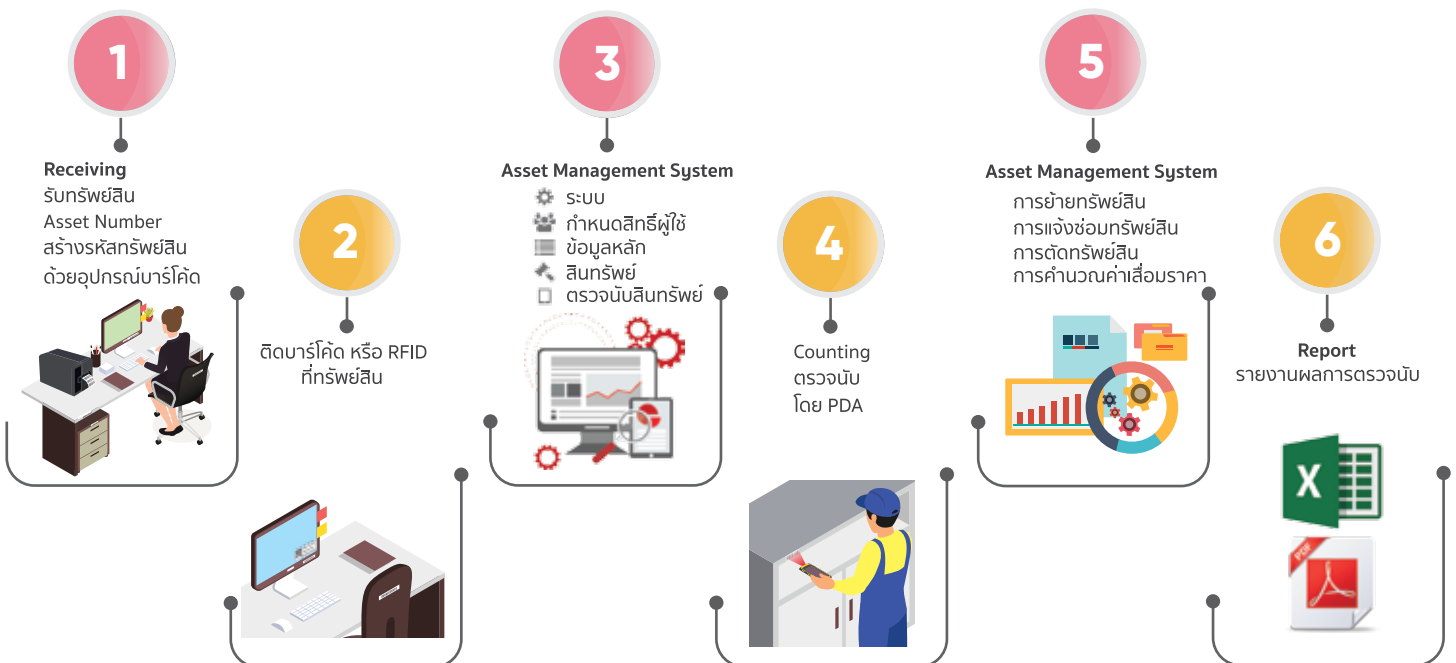 1
Receiving
รับทรัพย์สิน
Asset Number
สร้างรหัสทรัพย์สิน
ด้วยอุปกรณ์บาร์โค้ด
2
ติดบาร์โค้ด หรือ RFID
ที่ทรัพย์สิน
3
Asset Management System
ระบบ
กำหนดสิทธิ์ผู้ใช้
ข้อมูลหลัก
สินทรัพย์
ตรวจนับสินทรัพย์
4
Counting
ตรวจนับ
โดย PDA
5
Asset Management System
การย้ายทรัพย์สิน
การแจ้งซ่อมทรัพย์สิน
การตัดทรัพย์สิน
การคำนวณค่าเสื่อมราคา
6
Report
รายงานผลการตรวจนับ
X
PDF